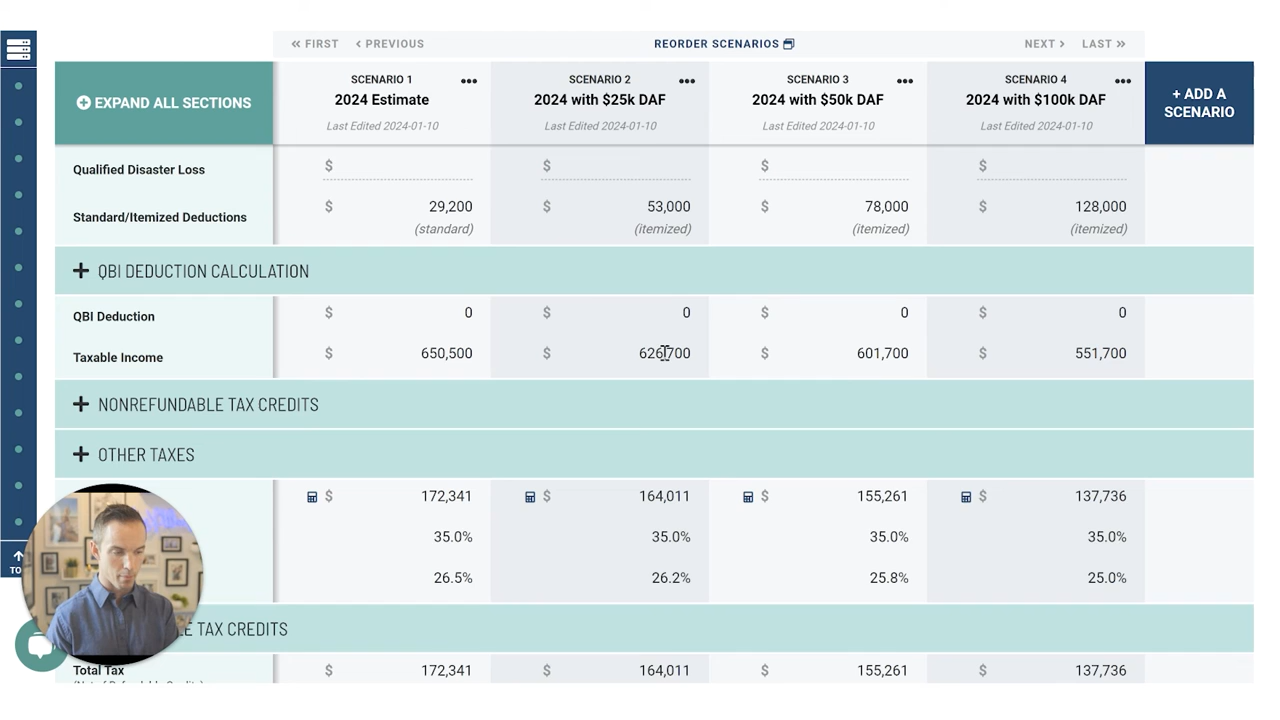 « FIRST ‹ PREVIOUS REORDER SCENARIOS NEXT › LAST »
EXPAND ALL SECTIONS
SCENARIO 1 ••• SCENARIO 2 ••• SCENARIO 3 ••• SCENARIO 4 •••
2024 Estimate 2024 with $25k DAF 2024 with $50k DAF 2024 with $100k DAF
Last Edited 2024-01-10 Last Edited 2024-01-10 Last Edited 2024-01-10 Last Edited 2024-01-10
+ ADD A
SCENARIO
Qualified Disaster Loss $ $ $ $
Standard/Itemized Deductions $ 29,200 $ 53,000 $ 78,000 $ 128,000
(standard) (itemized) (itemized) (itemized)
+ QBI DEDUCTION CALCULATION
QBI Deduction $ 0 $ 0 $ 0 $ 0
Taxable Income $ 650,500 $ 626,700 $ 601,700 $ 551,700
+ NONREFUNDABLE TAX CREDITS
+ OTHER TAXES
$ 172,341 $ 164,011 $ 155,261 $ 137,736
35.0% 35.0% 35.0% 35.0%
26.5% 26.2% 25.8% 25.0%
TO
LE TAX CREDITS
Total Tax $ 172,341 $ 164,011 $ 155,261 $ 137,736